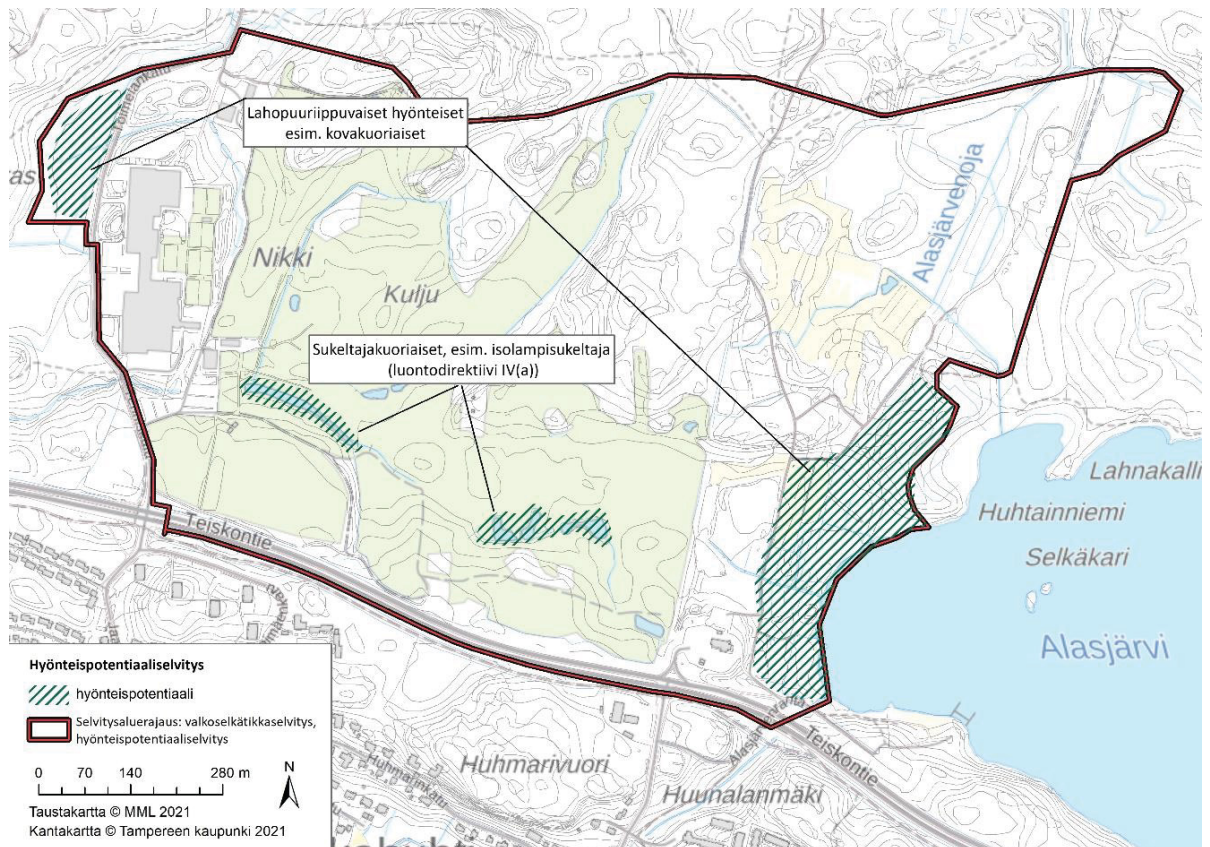 Lahopuuriippuvaiset hyönteiset
esim. kovakuoriaiset
Nikki
Kulju
Alasjärvenoja
Sukeltajakuoriaiset, esim. isolampisukeltaja
(luontodirektiivi IV(a))
Lahnakalli
Huhtainniemi
Selkäkari
Alasjärvi
Teiskontie
Teiskontie
Huhmarivuori
Huunalanmäki
Hyönteispotentiaaliselvitys
hyönteispotentiaali
Selvitysaluerajaus: valkoselkätikkaselvitys,
hyönteispotentiaaliselvitys
0 70 140 280 m
N
Taustakartta © MML 2021
Kantakartta © Tampereen kaupunki 2021